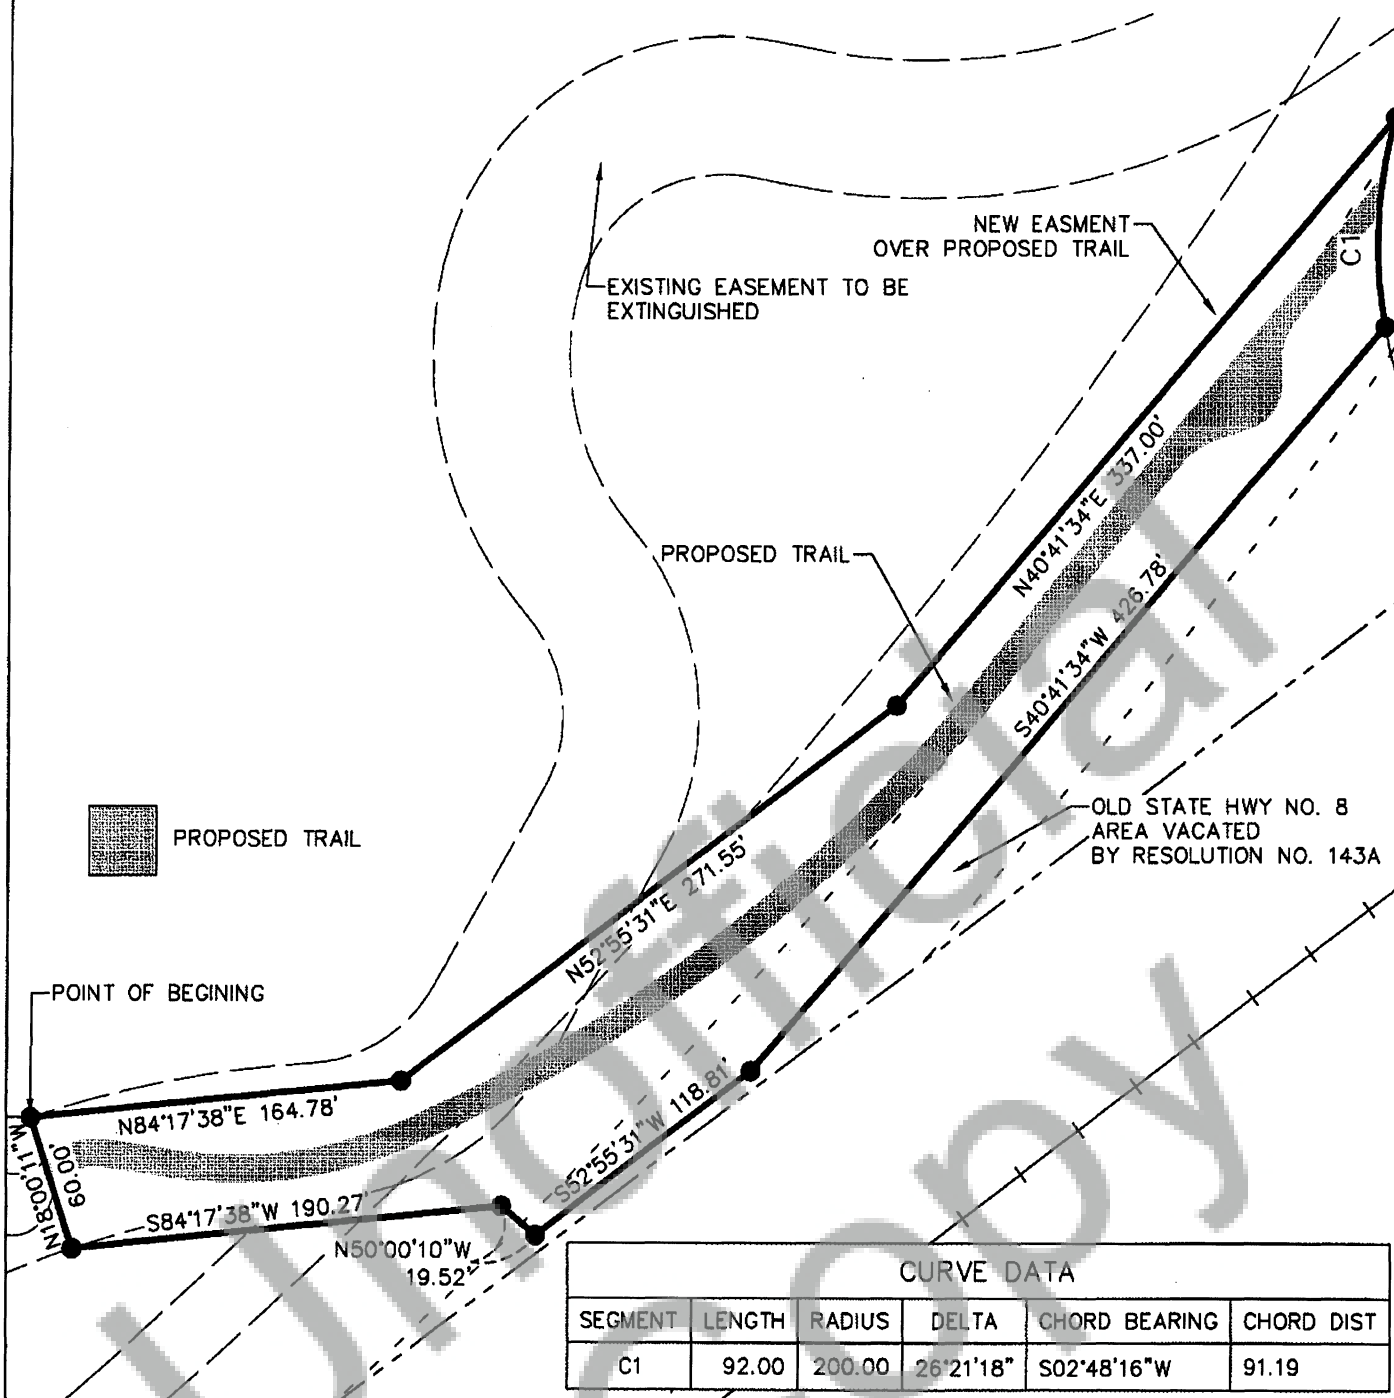 NEW EASMENT
OVER PROPOSED TRAIL
C1
EXISTING EASEMENT TO BE
EXTINGUISHED
N40°41'34"E 337.00'
PROPOSED TRAIL
S40°41'34"W 426.78'
OLD STATE HWY NO. 8
AREA VACATED
BY RESOLUTION NO. 143A
PROPOSED TRAIL
N52°55'31"E 271.55'
POINT OF BEGINING
N84°17'38"E 164.78'
S52°55'31"W 118.81'
N18°00'11"W
60.00'
S84°17'38"W 190.27'
N50°00'10"W
19.52'
CURVE DATA
SEGMENT LENGTH RADIUS DELTA CHORD BEARING CHORD DIST
C1 92.00 200.00 26°21'18" S02°48'16"W 91.19
Unofficial
Copy